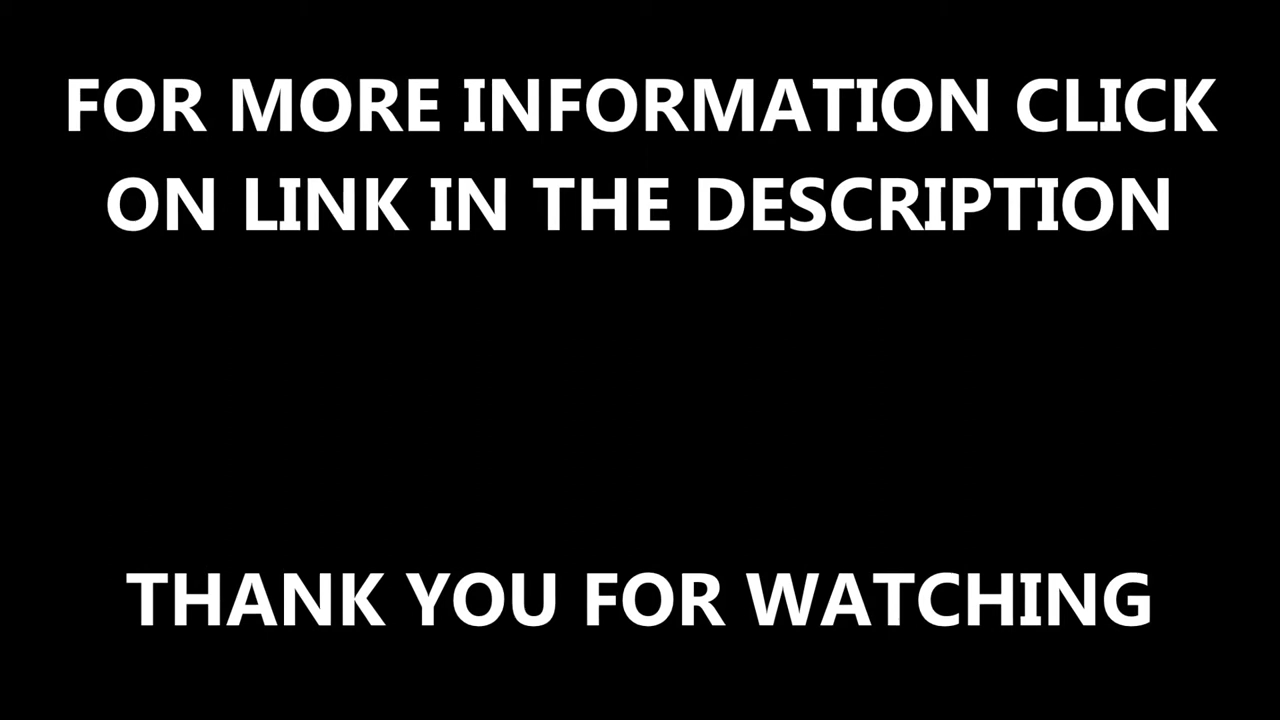 FOR MORE INFORMATION CLICK
ON LINK IN THE DESCRIPTION
THANK YOU FOR WATCHING